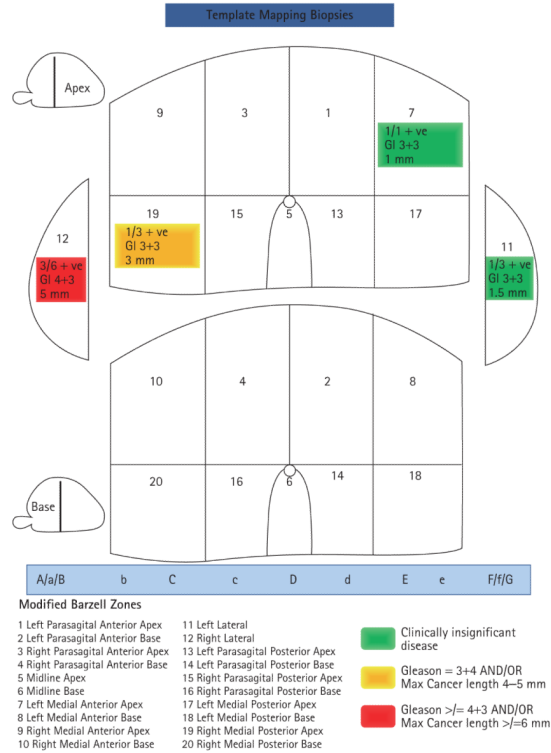 Template Mapping Biopsies
Apex
9
3
1
7
1/1 + ve
Gl 3+3
1 mm
12
3/6 + ve
Gl 4+3
5 mm
19
1/3 + ve
Gl 3+3
3 mm
15
5
13
17
11
1/3 + ve
Gl 3+3
1.5 mm
10
4
2
8
Base
20
16
6
14
18
A/a/B b C c D d E e F/f/G
Modified Barzell Zones
1 Left Parasagital Anterior Apex
2 Left Parasagital Anterior Base
3 Right Parasagital Anterior Apex
4 Right Parasagital Anterior Base
5 Midline Apex
6 Midline Base
7 Left Medial Anterior Apex
8 Left Medial Anterior Base
9 Right Medial Anterior Apex
10 Right Medial Anterior Base
11 Left Lateral
12 Right Lateral
13 Left Parasagital Posterior Apex
14 Left Parasagital Posterior Base
15 Right Parasagital Posterior Apex
16 Right Parasagital Posterior Base
17 Left Medial Posterior Apex
18 Left Medial Posterior Base
19 Right Medial Posterior Apex
20 Right Medial Posterior Base
Clinically insignificant
disease
Gleason = 3+4 AND/OR
Max Cancer length 4–5 mm
Gleason >/= 4+3 AND/OR
Max Cancer length >/=6 mm